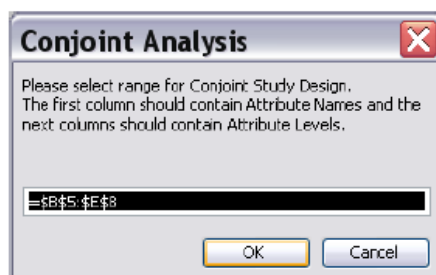 Conjoint Analysis
Please select range for Conjoint Study Design.
The first column should contain Attribute Names and the
next columns should contain Attribute Levels.
=$B$5:$E$8
OK
Cancel